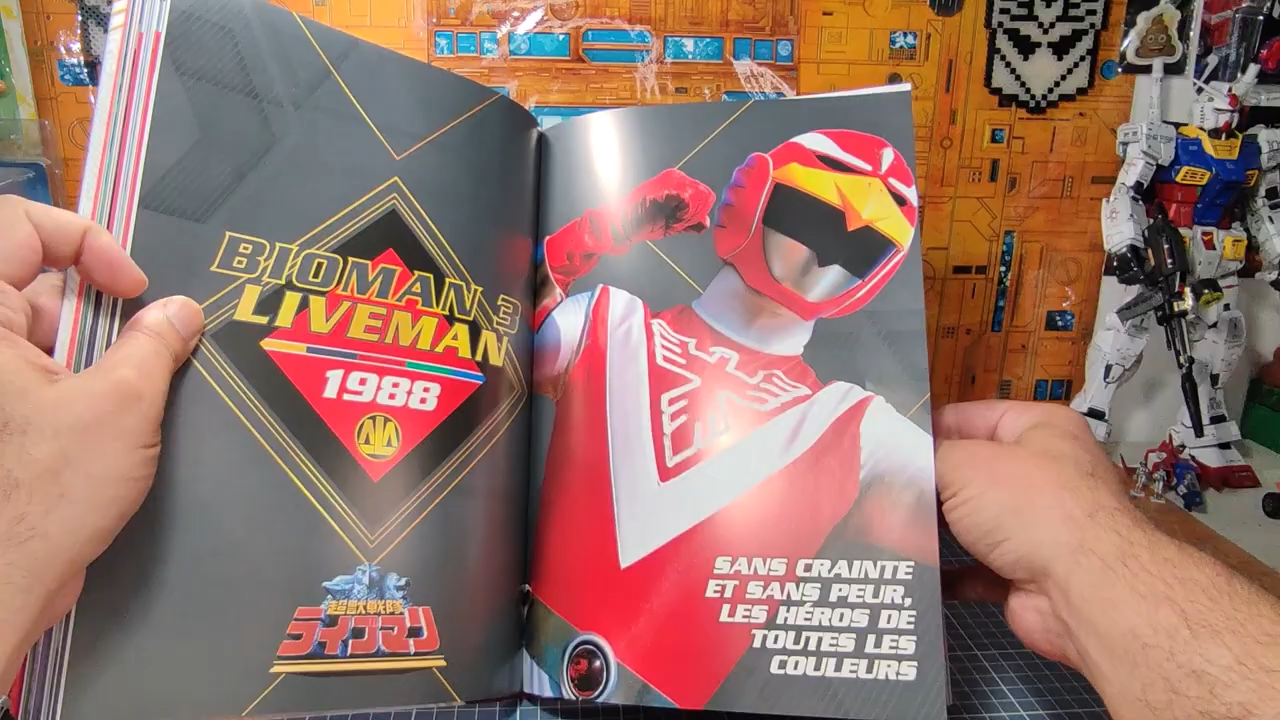 BIOMAN 3
LIVEMAN
1988
超獣戦隊
ライブマン
SANS CRAINTE
ET SANS PEUR,
LES HÉROS DE
TOUTES LES
COULEURS